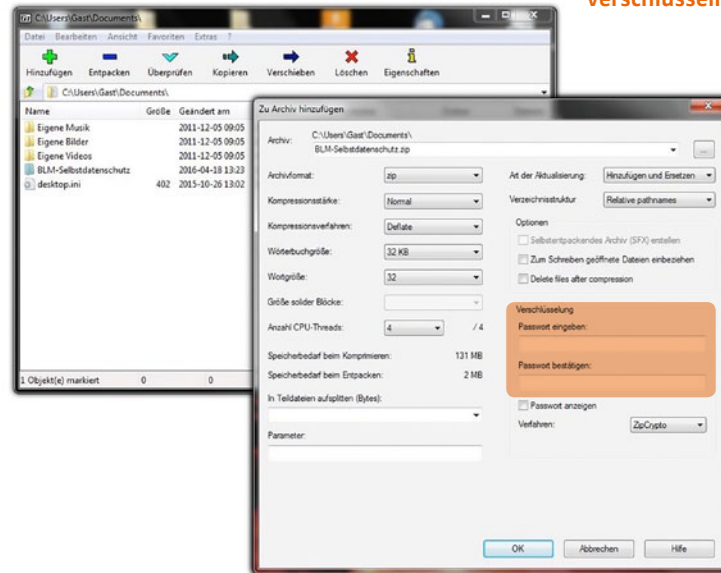 verschlüsseln
C:\Users\Gast\Documents\
Datei Bearbeiten Ansicht Favoriten Extras ?
Hinzufügen Entpacken Überprüfen Kopieren Verschieben Löschen Eigenschaften
C:\Users\Gast\Documents\
Name Größe Geändert am
Eigene Musik 2011-12-05 09:05
Eigene Bilder 2011-12-05 09:05
Eigene Videos 2011-12-05 09:05
BLM-Selbstdatenschutz 2016-04-18 13:23
desktop.ini 402 2015-10-26 13:02
1 Objekt(e) markiert 0 0
Zu Archiv hinzufügen
Archiv: C:\Users\Gast\Documents\
BLM-Selbstdatenschutz.zip
...
Archivformat: zip
Kompressionsstärke: Normal
Kompressionsverfahren: Deflate
Wörterbuchgröße: 32 KB
Wortgröße: 32
Größe solider Blöcke:
Anzahl CPU-Threads: 4 / 4
Speicherbedarf beim Komprimieren: 131 MB
Speicherbedarf beim Entpacken: 2 MB
In Teildateien aufsplitten (Bytes):
Parameter:
Art der Aktualisierung: Hinzufügen und Ersetzen
Verzeichnisstruktur Relative pathnames
Optionen
Selbstentpackendes Archiv (SFX) erstellen
Zum Schreiben geöffnete Dateien einbeziehen
Delete files after compression
Verschlüsselung
Passwort eingeben:
Passwort bestätigen:
Passwort anzeigen
Verfahren: ZipCrypto
OK Abbrechen Hilfe